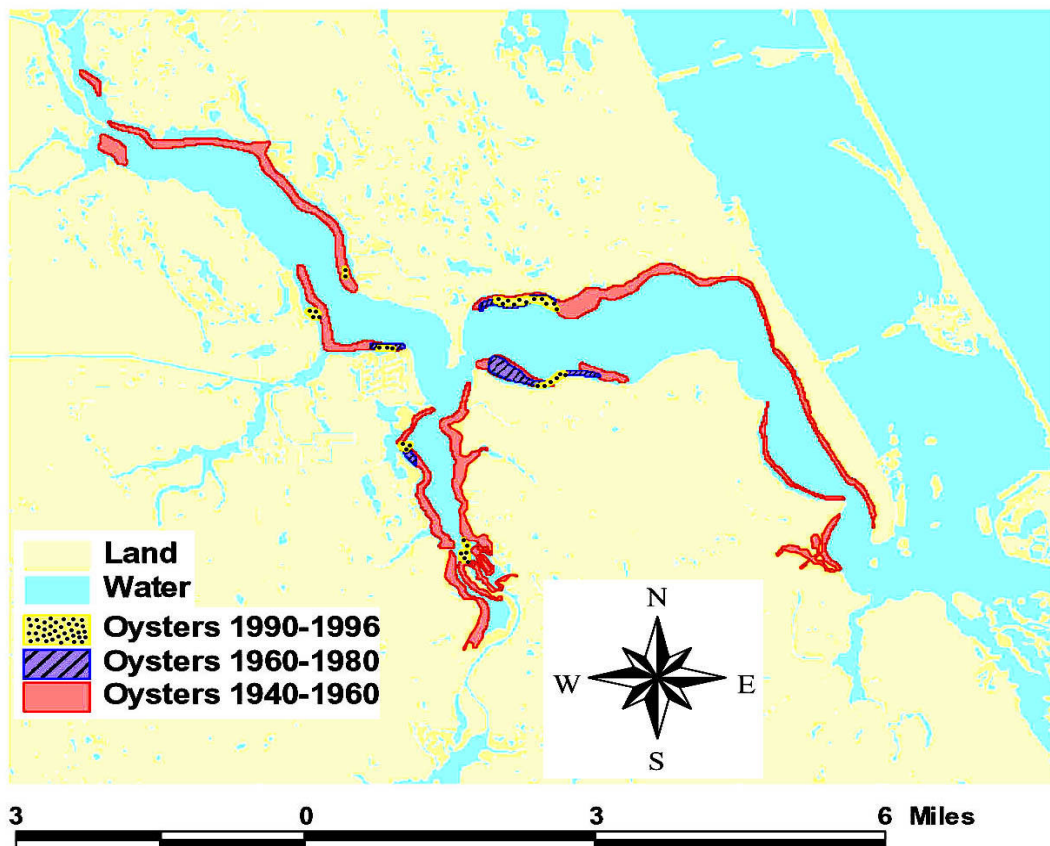 Land
Water
Oysters 1990-1996
Oysters 1960-1980
Oysters 1940-1960
N
W E
S
3 0 3 6 Miles